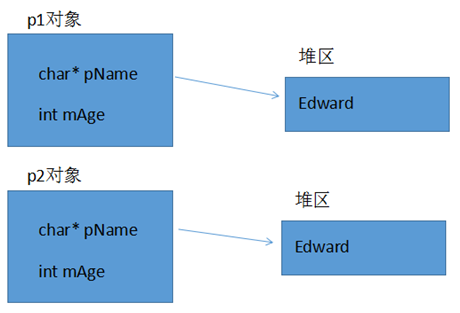 p1对象
char* pName
int mAge
堆区
Edward
p2对象
char* pName
int mAge
堆区
Edward